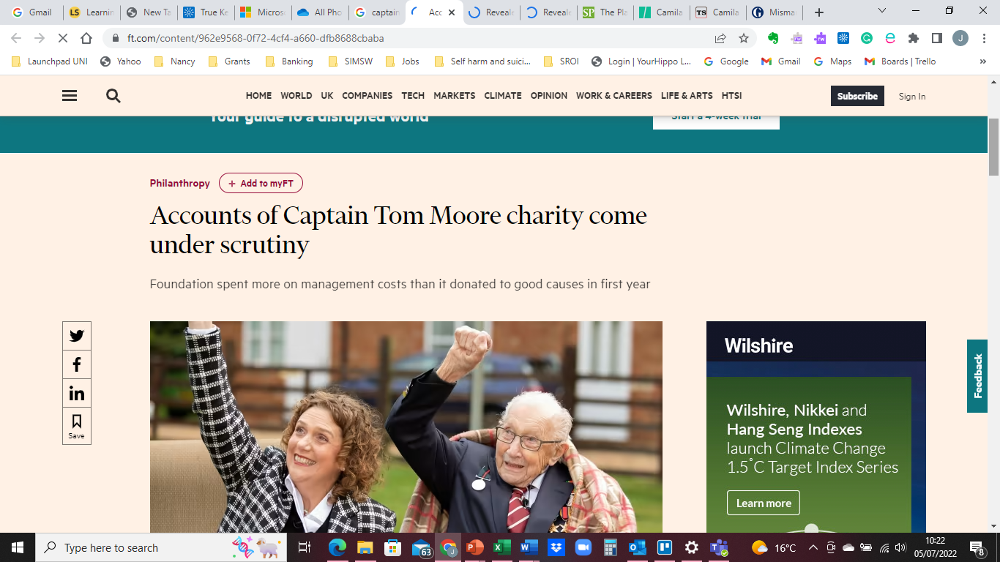 Gmail
Learnin
New Ta
True Ke
Micros
All Pho
captain
Acc
Reveale
Reveale
The Pla
Camila
Camila
Misma
ft.com/content/962e9568-0f72-4cf4-a660-dfb8688cbaba
J
Launchpad UNI
Yahoo
Nancy
Grants
Banking
SIMSW
Jobs
Self harm and suici...
SROI
Login | YourHippo L...
Google
Gmail
Maps
Boards | Trello
HOME WORLD UK COMPANIES TECH MARKETS CLIMATE OPINION WORK & CAREERS LIFE & ARTS HTSI
Subscribe
Sign In
Your guide to a disrupted world
Start a 4-week trial
Philanthropy
+ Add to myFT
Accounts of Captain Tom Moore charity come
under scrutiny
Foundation spent more on management costs than it donated to good causes in first year
Save
Wilshire
Wilshire, Nikkei and
Hang Seng Indexes
launch Climate Change
1.5°C Target Index Series
Learn more
Feedback
Type here to search
63
16°C
10:22
05/07/2022
8